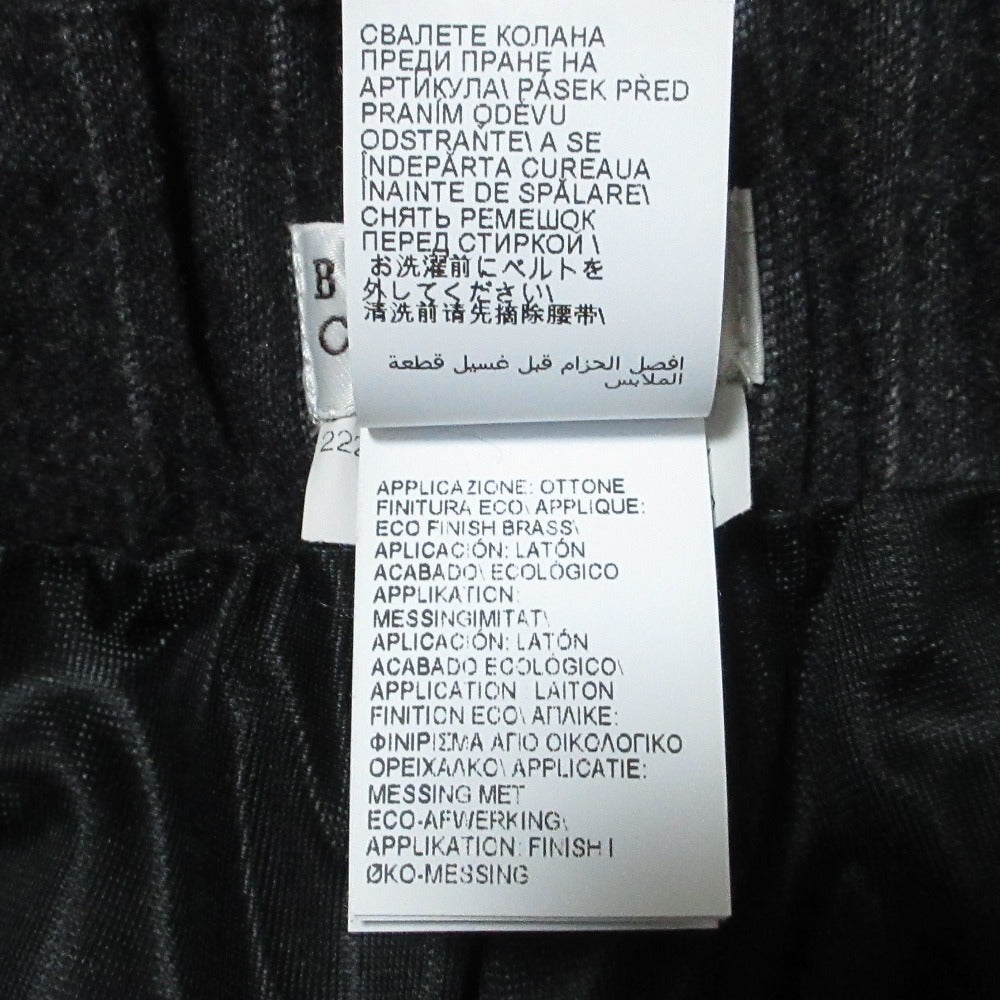 СВАЛЕТЕ КОЛАНА
ПРЕДИ ПРАНЕ НА
АРТИКУЛА\ PÁSEK PŘED
PRANÍM ODĚVU
ODSTRAŇTE\ A SE
ÎNDEPĂRTA CUREAUA
ÎNAINTE DE SPĂLARE\
СНЯТЬ РЕМЕШОК
ПЕРЕД СТИРКОЙ \
お洗濯前にベルトを
外してください\
清洗前请先摘除腰带\
افصل الحزام قبل غسيل قطعة
الملابس
B
C
222
APPLICAZIONE: OTTONE
FINITURA ECO\ APPLIQUE:
ECO FINISH BRASS\
APLICACIÓN: LATÓN
ACABADO\ ECOLÓGICO
APPLIKATION:
MESSINGIMITAT\
APLICACIÓN: LATÓN
ACABADO ECOLÓGICO\
APPLICATION LAITON
FINITION ECO\ ΑΠΛΙΚΕ:
ΦΙΝΙΡΙΣΜΑ ΑΠΟ ΟΙΚΟΛΟΓΙΚΟ
ΟΡΕΙΧΑΛΚΟ\ APPLICATIE:
MESSING MET
ECO-AFWERKING\
APPLIKATION: FINISH I
ØKO-MESSING